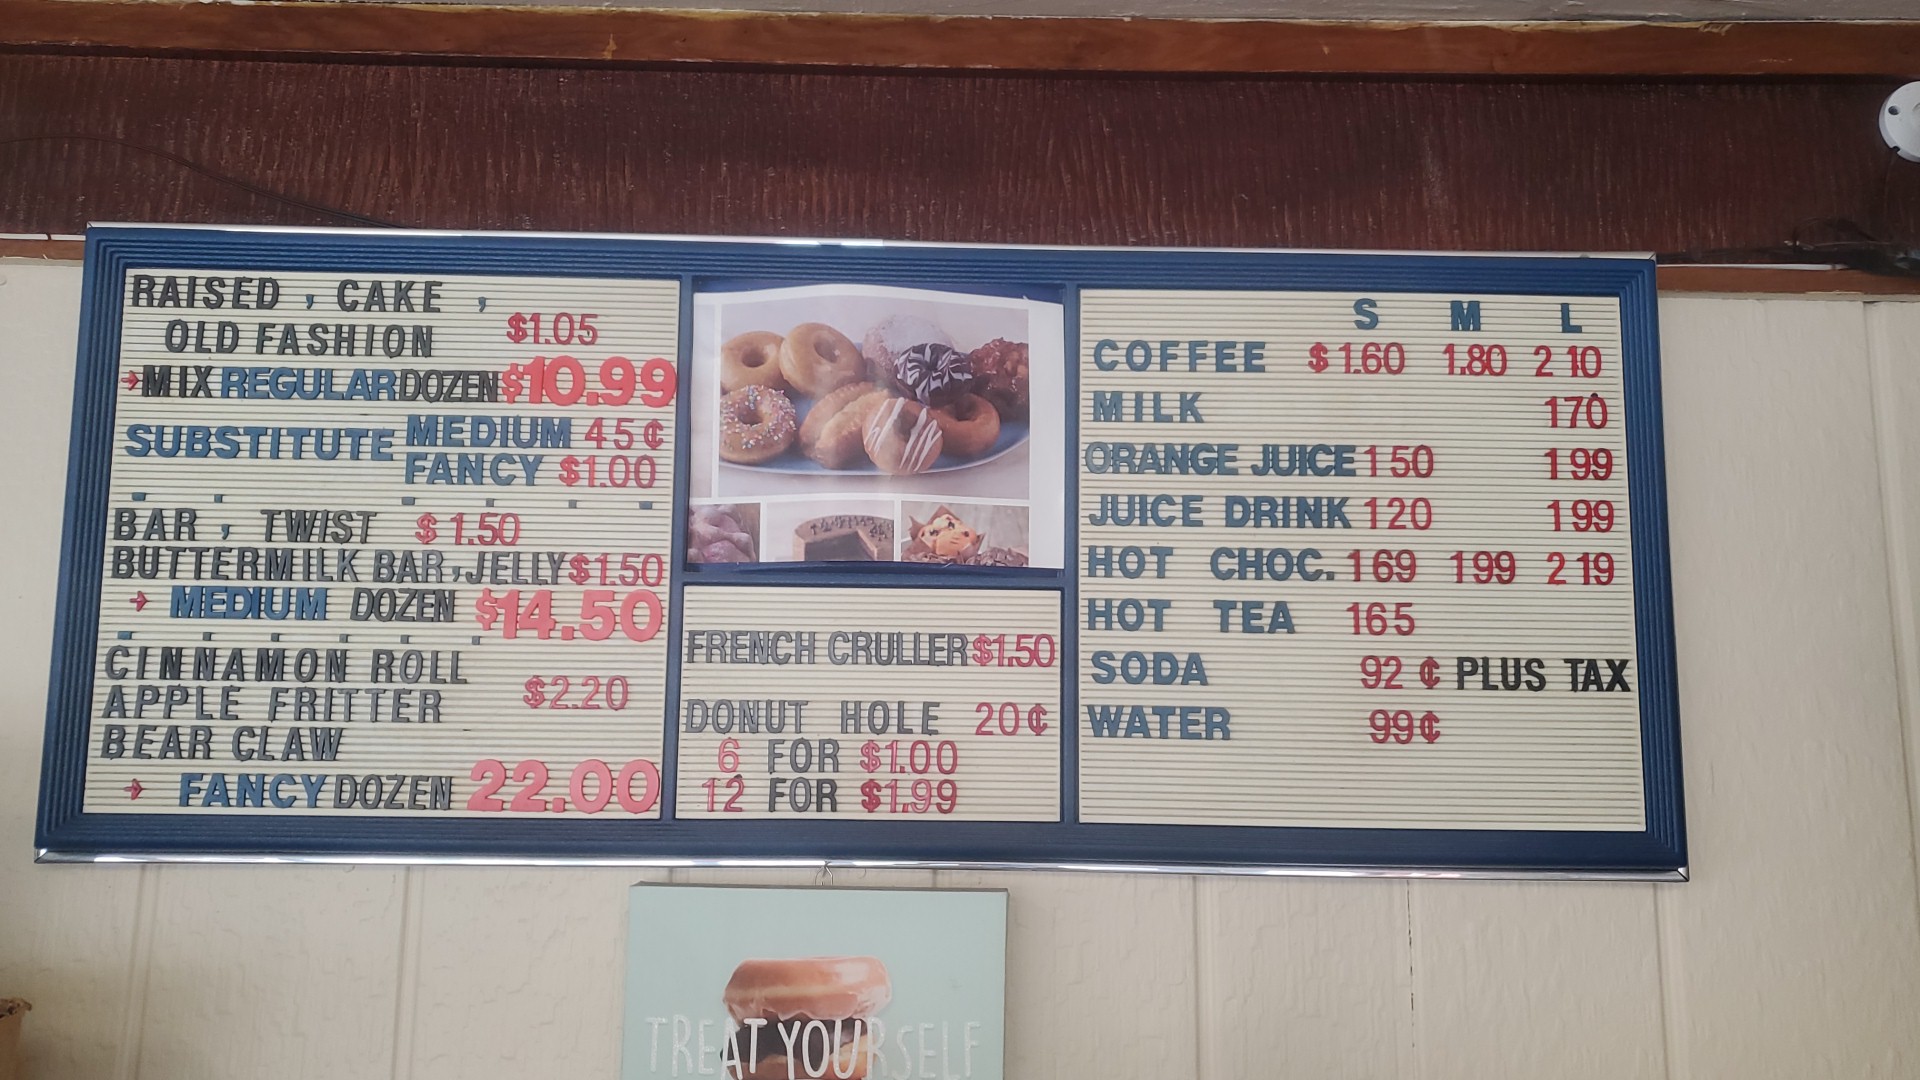 RAISED, CAKE,
OLD FASHION $1.05
→MIX REGULAR DOZEN $10.99
SUBSTITUTE MEDIUM 45¢
FANCY $1.00
BAR, TWIST $1.50
BUTTERMILK BAR, JELLY $1.50
→ MEDIUM DOZEN $14.50
CINNAMON ROLL
APPLE FRITTER $2.20
BEAR CLAW
→ FANCY DOZEN 22.00
FRENCH CRULLER $1.50
DONUT HOLE 20¢
6 FOR $1.00
12 FOR $1.99
S M L
COFFEE $1.60 1.80 2 10
MILK 170
ORANGE JUICE 150 199
JUICE DRINK 120 199
HOT CHOC. 169 199 219
HOT TEA 165
SODA 92¢ PLUS TAX
WATER 99¢
TREAT YOURSELF